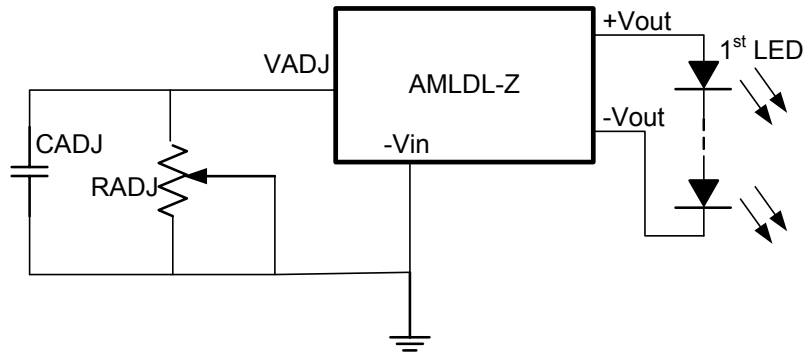 +Vout
1st LED
VADJ
AMLDL-Z
-Vout
CADJ
-Vin
RADJ